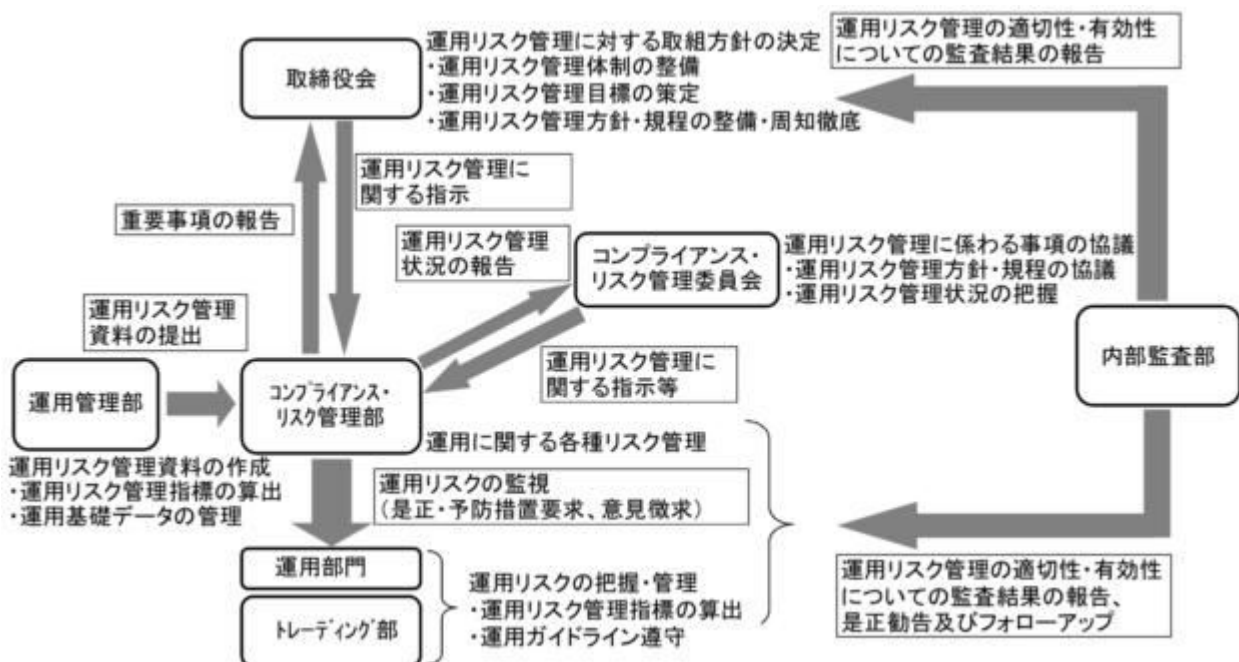 取締役会
運用リスク管理に対する取組方針の決定
・運用リスク管理体制の整備
・運用リスク管理目標の策定
・運用リスク管理方針・規程の整備・周知徹底
運用リスク管理の適切性・有効性
についての監査結果の報告
運用リスク管理に
関する指示
重要事項の報告
運用リスク管理
状況の報告
コンプライアンス・
リスク管理委員会
運用リスク管理に係わる事項の協議
・運用リスク管理方針・規程の協議
・運用リスク管理状況の把握
運用リスク管理
資料の提出
運用リスク管理に
関する指示等
内部監査部
運用管理部
コンプライアンス・
リスク管理部
運用に関する各種リスク管理
運用リスク管理資料の作成
・運用リスク管理指標の算出
・運用基礎データの管理
運用リスクの監視
（是正・予防措置要求、意見徴求）
運用部門
トレーディング部
運用リスクの把握・管理
・運用リスク管理指標の算出
・運用ガイドライン遵守
運用リスク管理の適切性・有効性
についての監査結果の報告、
是正勧告及びフォローアップ